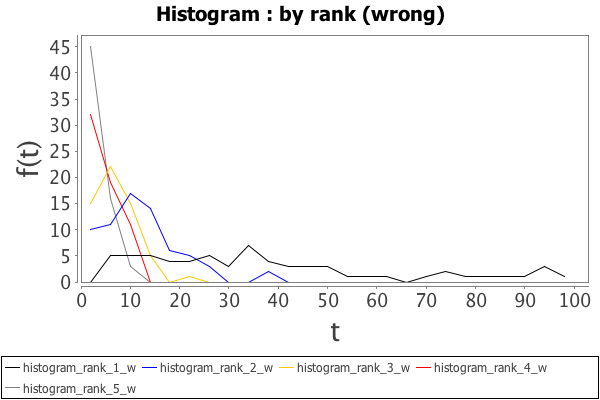 Histogram : by rank (wrong)
f(t)
45
40
35
30
25
20
15
10
5
0
0 10 20 30 40 50 60 70 80 90 100
t
histogram_rank_1_w histogram_rank_2_w histogram_rank_3_w histogram_rank_4_w
histogram_rank_5_w